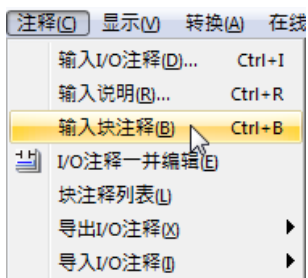 注释(C) 显示(V) 转换(A) 在线
输入I/O注释(D)... Ctrl+I
输入说明(R)... Ctrl+R
输入块注释(B) Ctrl+B
I/O注释一并编辑(E)
块注释列表(L)
导出I/O注释(X)
导入I/O注释(I)